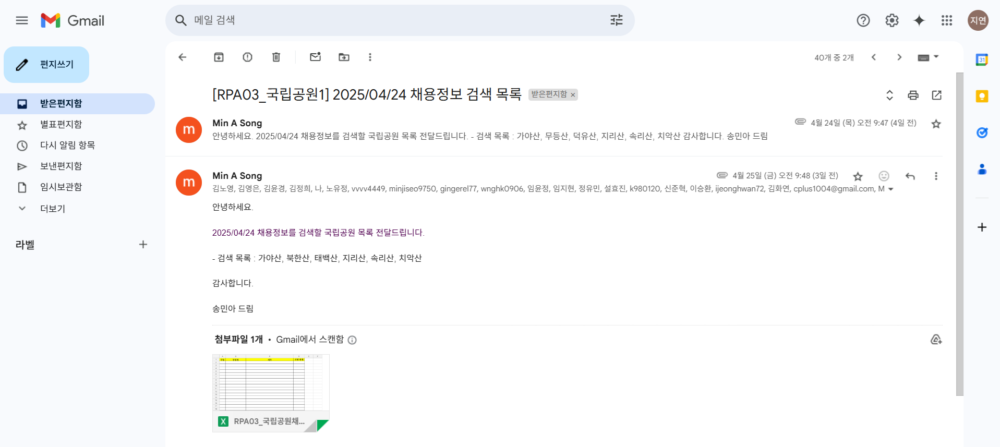 Gmail
메일 검색
지연
편지쓰기
받은편지함
별표편지함
다시 알림 항목
보낸편지함
임시보관함
더보기
라벨
40개 중 2개
31
[RPA03_국립공원1] 2025/04/24 채용정보 검색 목록 받은편지함 ×
m
Min A Song
4월 24일 (목) 오전 9:47 (4일 전)
안녕하세요. 2025/04/24 채용정보를 검색할 국립공원 목록 전달드립니다. - 검색 목록 : 가야산, 무등산, 덕유산, 지리산, 속리산, 치악산 감사합니다. 송민아 드림
m
Min A Song
4월 25일 (금) 오전 9:48 (3일 전)
김노영, 김영은, 김윤경, 김정희, 나, 노유정, vvvv4449, minjiseo9750, gingerel77, wnghk0906, 임윤정, 임지현, 정유민, 설효진, k980120, 신준혁, 이승환, ijeonghwan72, 김화연, cplus1004@gmail.com, M
안녕하세요.
2025/04/24 채용정보를 검색할 국립공원 목록 전달드립니다.
- 검색 목록 : 가야산, 북한산, 태백산, 지리산, 속리산, 치악산
감사합니다.
송민아 드림
첨부파일 1개 • Gmail에서 스캔함
X RPA03_국립공원채...